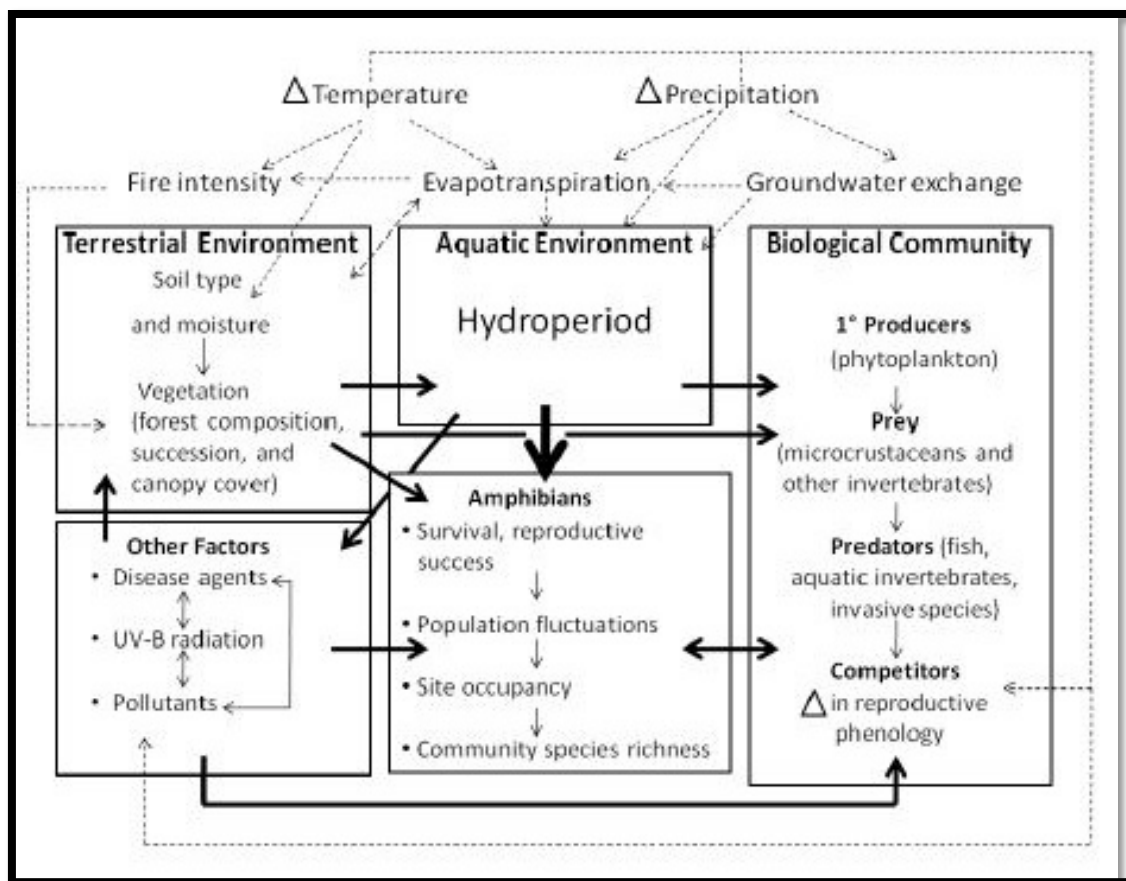 Δ Temperature
Δ Precipitation
Fire intensity
Evapotranspiration
Groundwater exchange
Terrestrial Environment
Soil type
and moisture
Vegetation
(forest composition,
succession, and
canopy cover)
Aquatic Environment
Hydroperiod
Biological Community
1° Producers
(phytoplankton)
Prey
(microcrustaceans and
other invertebrates)
Predators (fish,
aquatic invertebrates,
invasive species)
Competitors
Δ in reproductive
phenology
Other Factors
• Disease agents
• UV-B radiation
• Pollutants
Amphibians
• Survival, reproductive
success
• Population fluctuations
• Site occupancy
• Community species richness